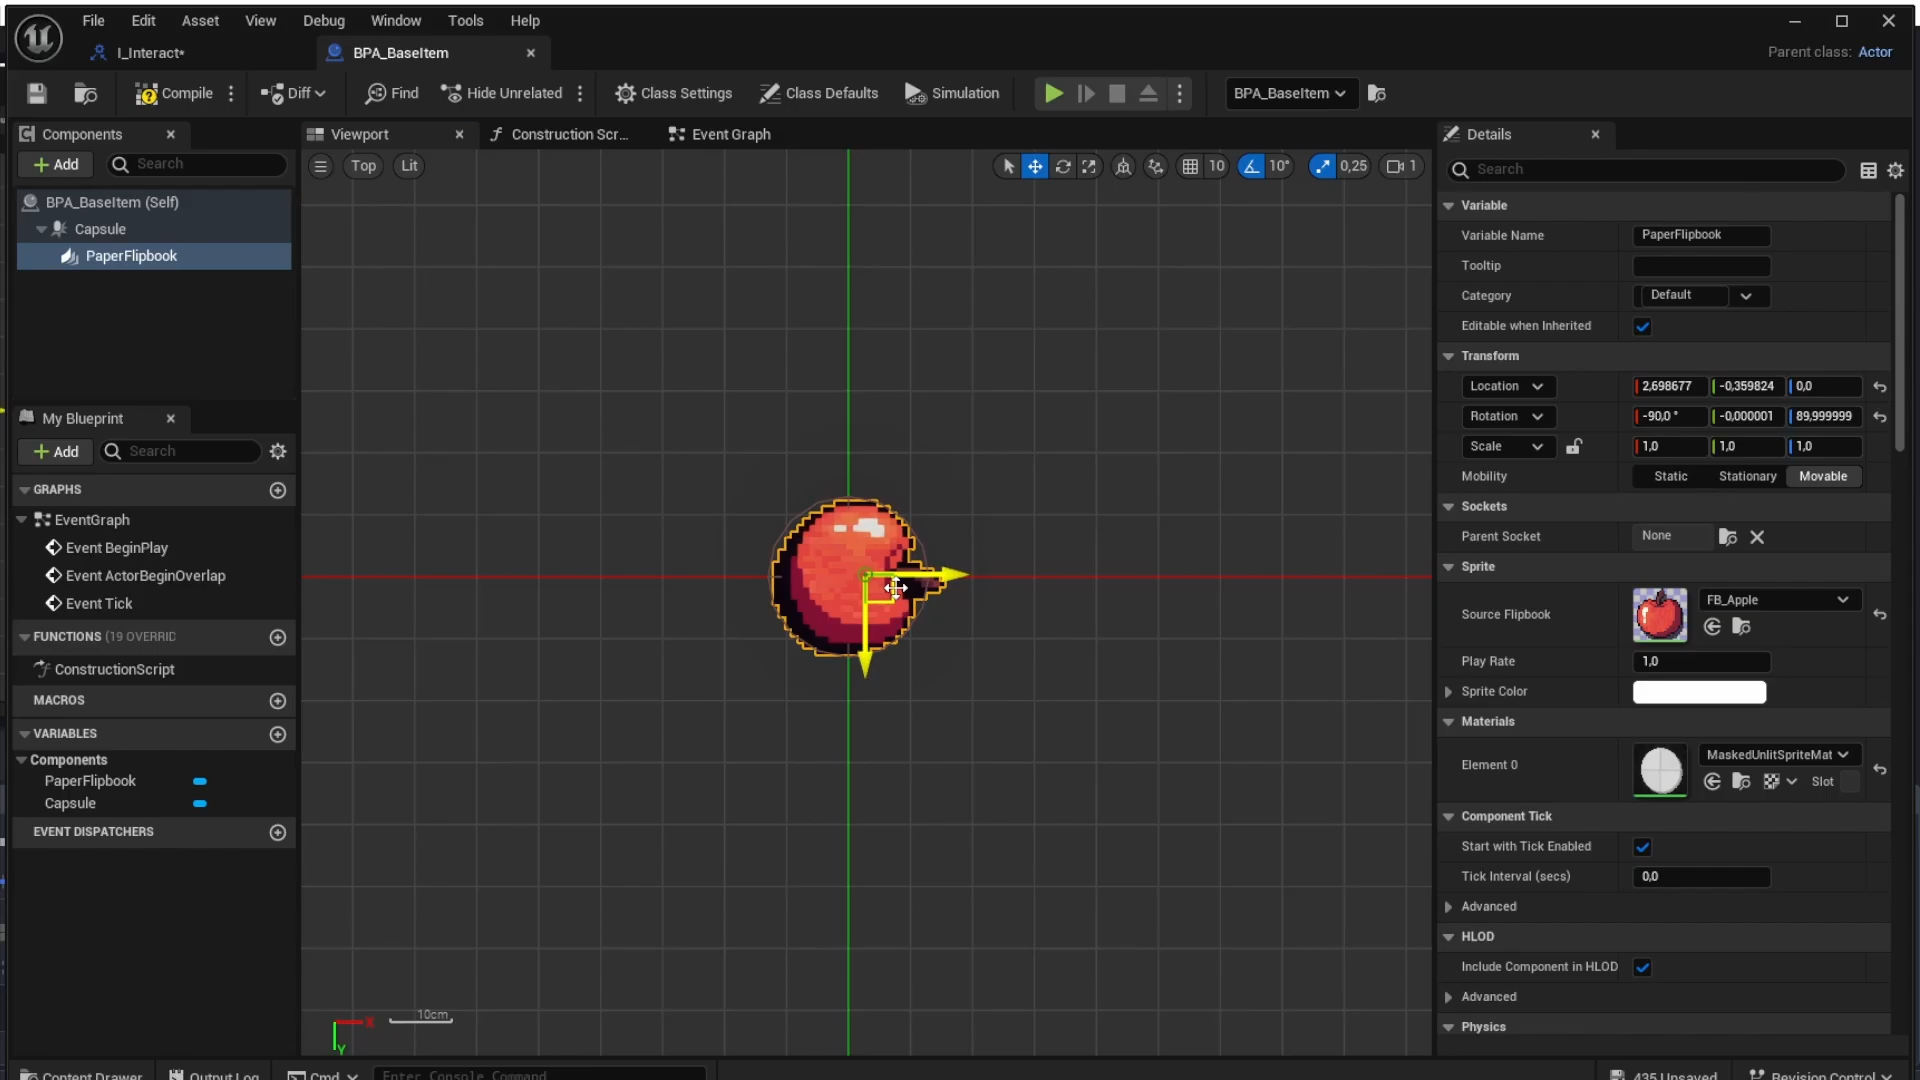 File Edit Asset View Debug Window Tools Help
I_Interact*
BPA_BaseItem
Parent class: Actor
Compile
Diff
Find
Hide Unrelated
Class Settings
Class Defaults
Simulation
BPA_BaseItem
Components
Add
Search
BPA_BaseItem (Self)
Capsule
PaperFlipbook
My Blueprint
Add
Search
GRAPHS
EventGraph
Event BeginPlay
Event ActorBeginOverlap
Event Tick
FUNCTIONS (19 OVERRID
ConstructionScript
MACROS
VARIABLES
Components
PaperFlipbook
Capsule
EVENT DISPATCHERS
Viewport
Construction Scr...
Event Graph
Top Lit
10 10° 0,25 1
10cm
X
Y
Details
Search
Variable
Variable Name PaperFlipbook
Tooltip
Category Default
Editable when Inherited
Transform
Location 2,698677 -0,359824 0,0
Rotation -90,0 ° -0,000001 89,999999
Scale 1,0 1,0 1,0
Mobility Static Stationary Movable
Sockets
Parent Socket None
Sprite
Source Flipbook FB_Apple
Play Rate 1,0
Sprite Color
Materials
Element 0 MaskedUnlitSpriteMat
Slot
Component Tick
Start with Tick Enabled
Tick Interval (secs) 0,0
Advanced
HLOD
Include Component in HLOD
Advanced
Physics
Content Drawer Output Log Cmd Enter Console Command 435 Unsaved Revision Control